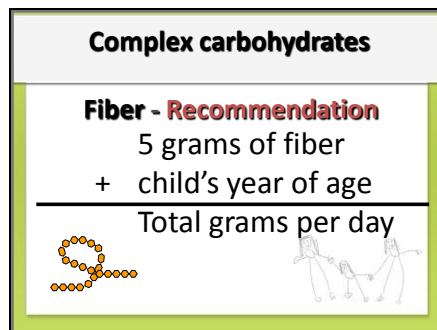 Complex carbohydrates
Fiber - Recommendation
5 grams of fiber
+ child's year of age
Total grams per day